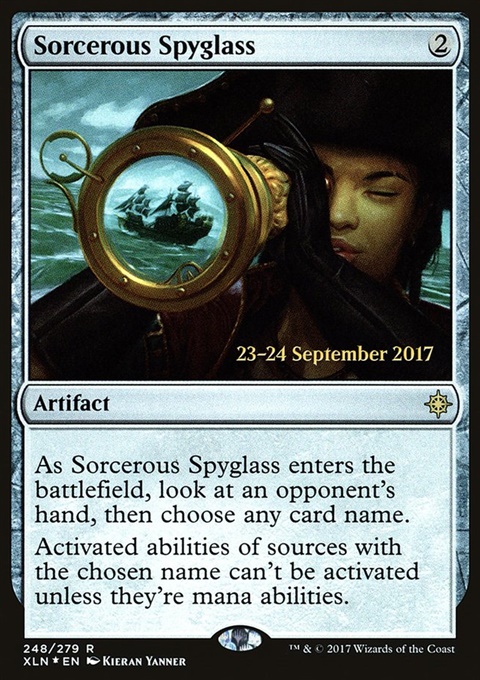 Sorcerous Spyglass 2
23–24 September 2017
Artifact
As Sorcerous Spyglass enters the
battlefield, look at an opponent's
hand, then choose any card name.
Activated abilities of sources with
the chosen name can't be activated
unless they're mana abilities.
248/279 R
XLN ★ EN Kieran Yanner
™ & © 2017 Wizards of the Coast